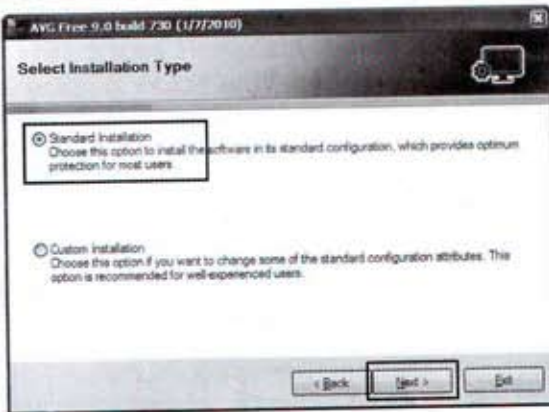 AVG Free 9.0 build 730 (1/7/2010)
Select Installation Type
Standard Installation
Choose this option to install the software in its standard configuration, which provides optimum
protection for most users.
Custom installation
Choose this option if you want to change some of the standard configuration attributes. This
option is recommended for well-experienced users.
< Back
Next >
Exit